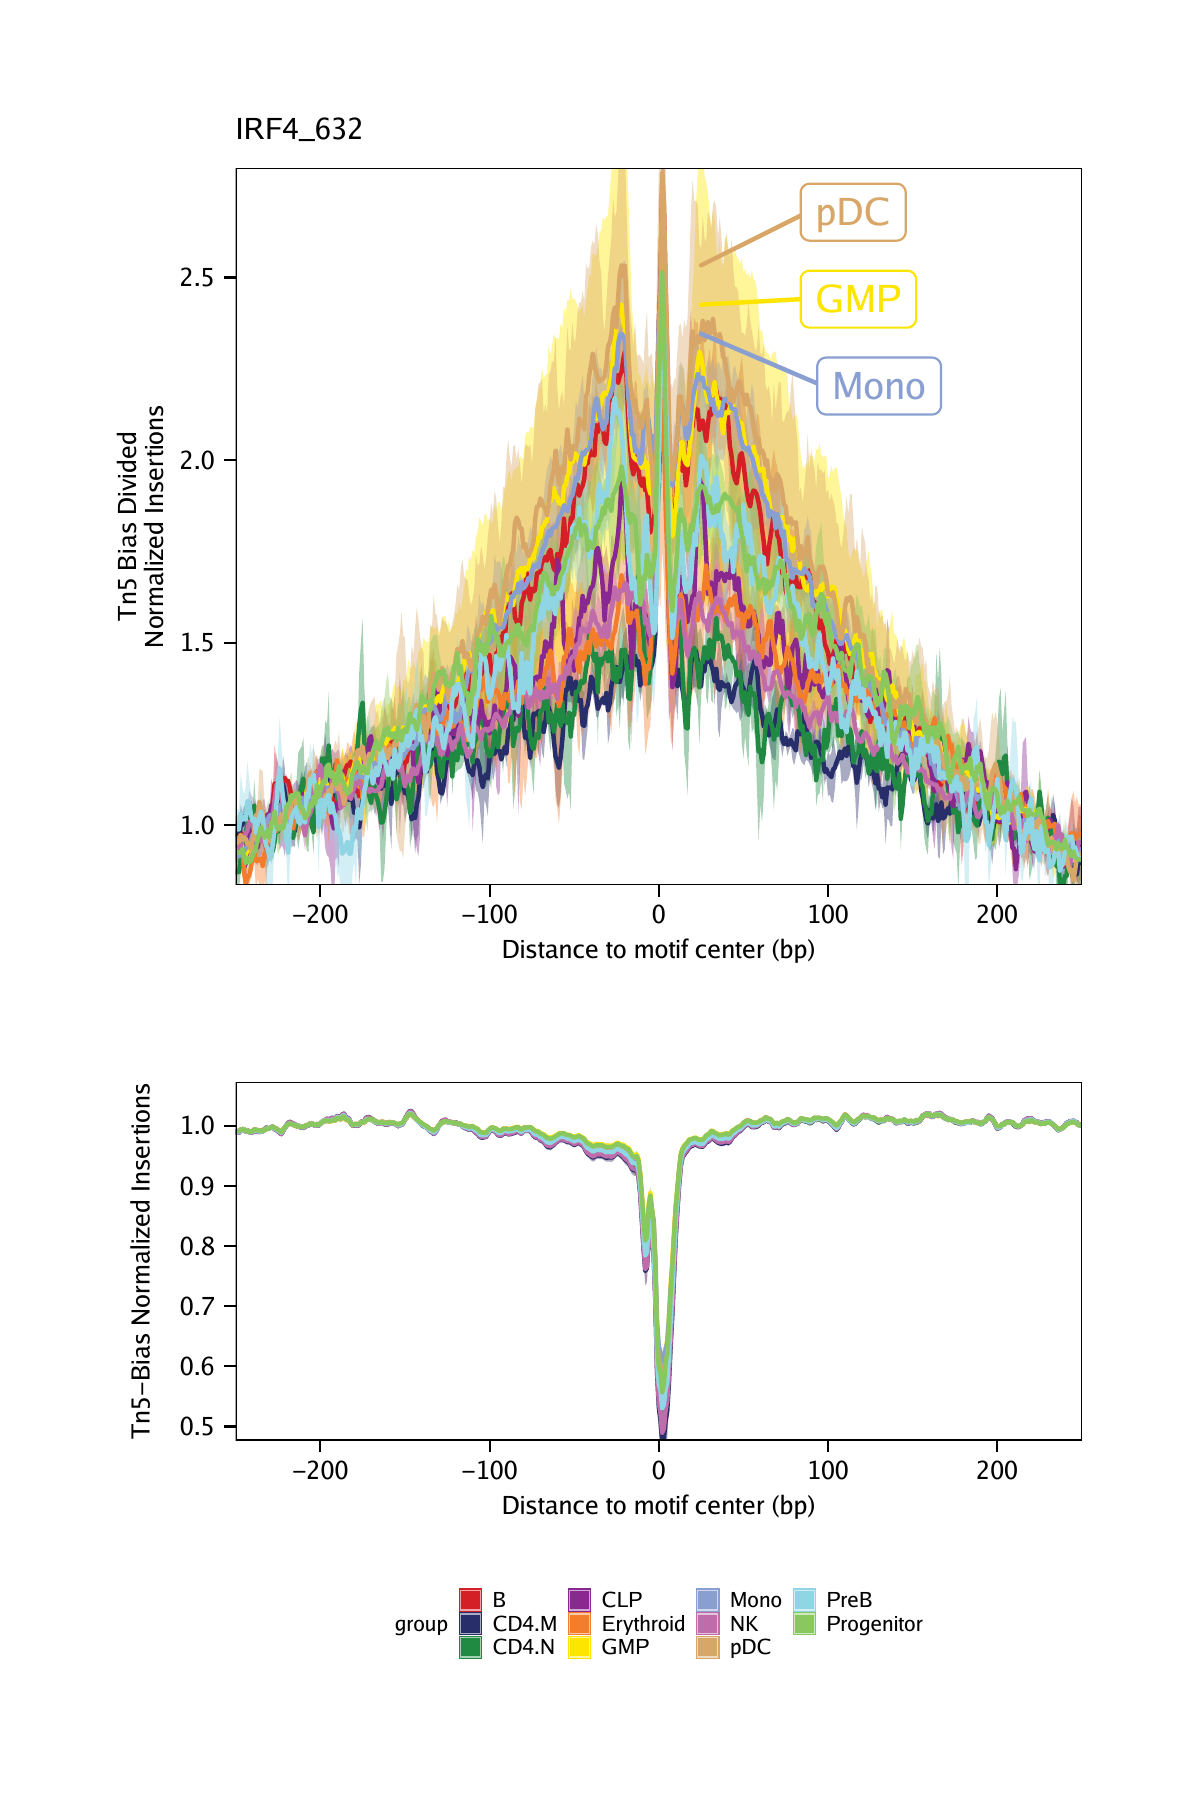 IRF4_632
Tn5 Bias Divided
Normalized Insertions
2.5
2.0
1.5
1.0
pDC
GMP
Mono
−200
−100
0
100
200
Distance to motif center (bp)
Tn5−Bias Normalized Insertions
1.0
0.9
0.8
0.7
0.6
0.5
−200
−100
0
100
200
Distance to motif center (bp)
group
B
CD4.M
CD4.N
CLP
Erythroid
GMP
Mono
NK
pDC
PreB
Progenitor